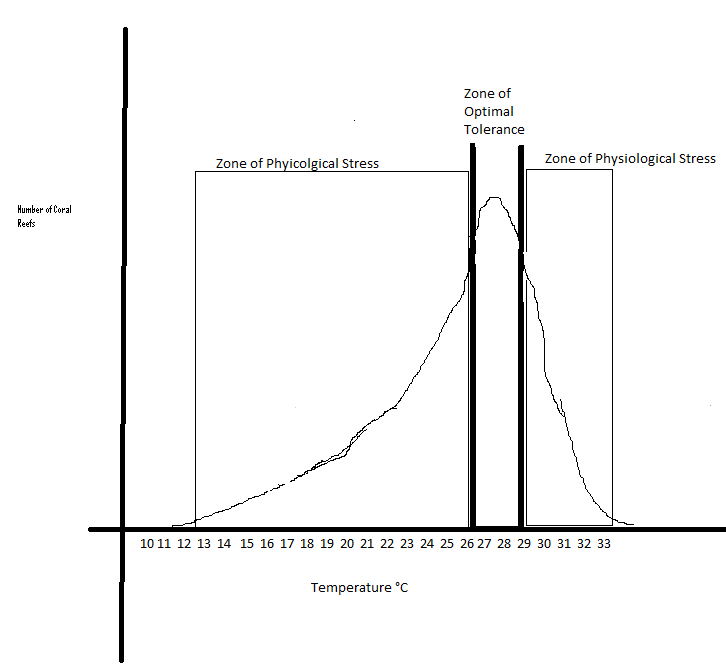 Zone of
Optimal
Tolerance
Zone of Phyicolgical Stress
Zone of Physiological Stress
Number of Coral
Reefs
10 11 12 13 14 15 16 17 18 19 20 21 22 23 24 25 26 27 28 29 30 31 32 33
Temperature °C